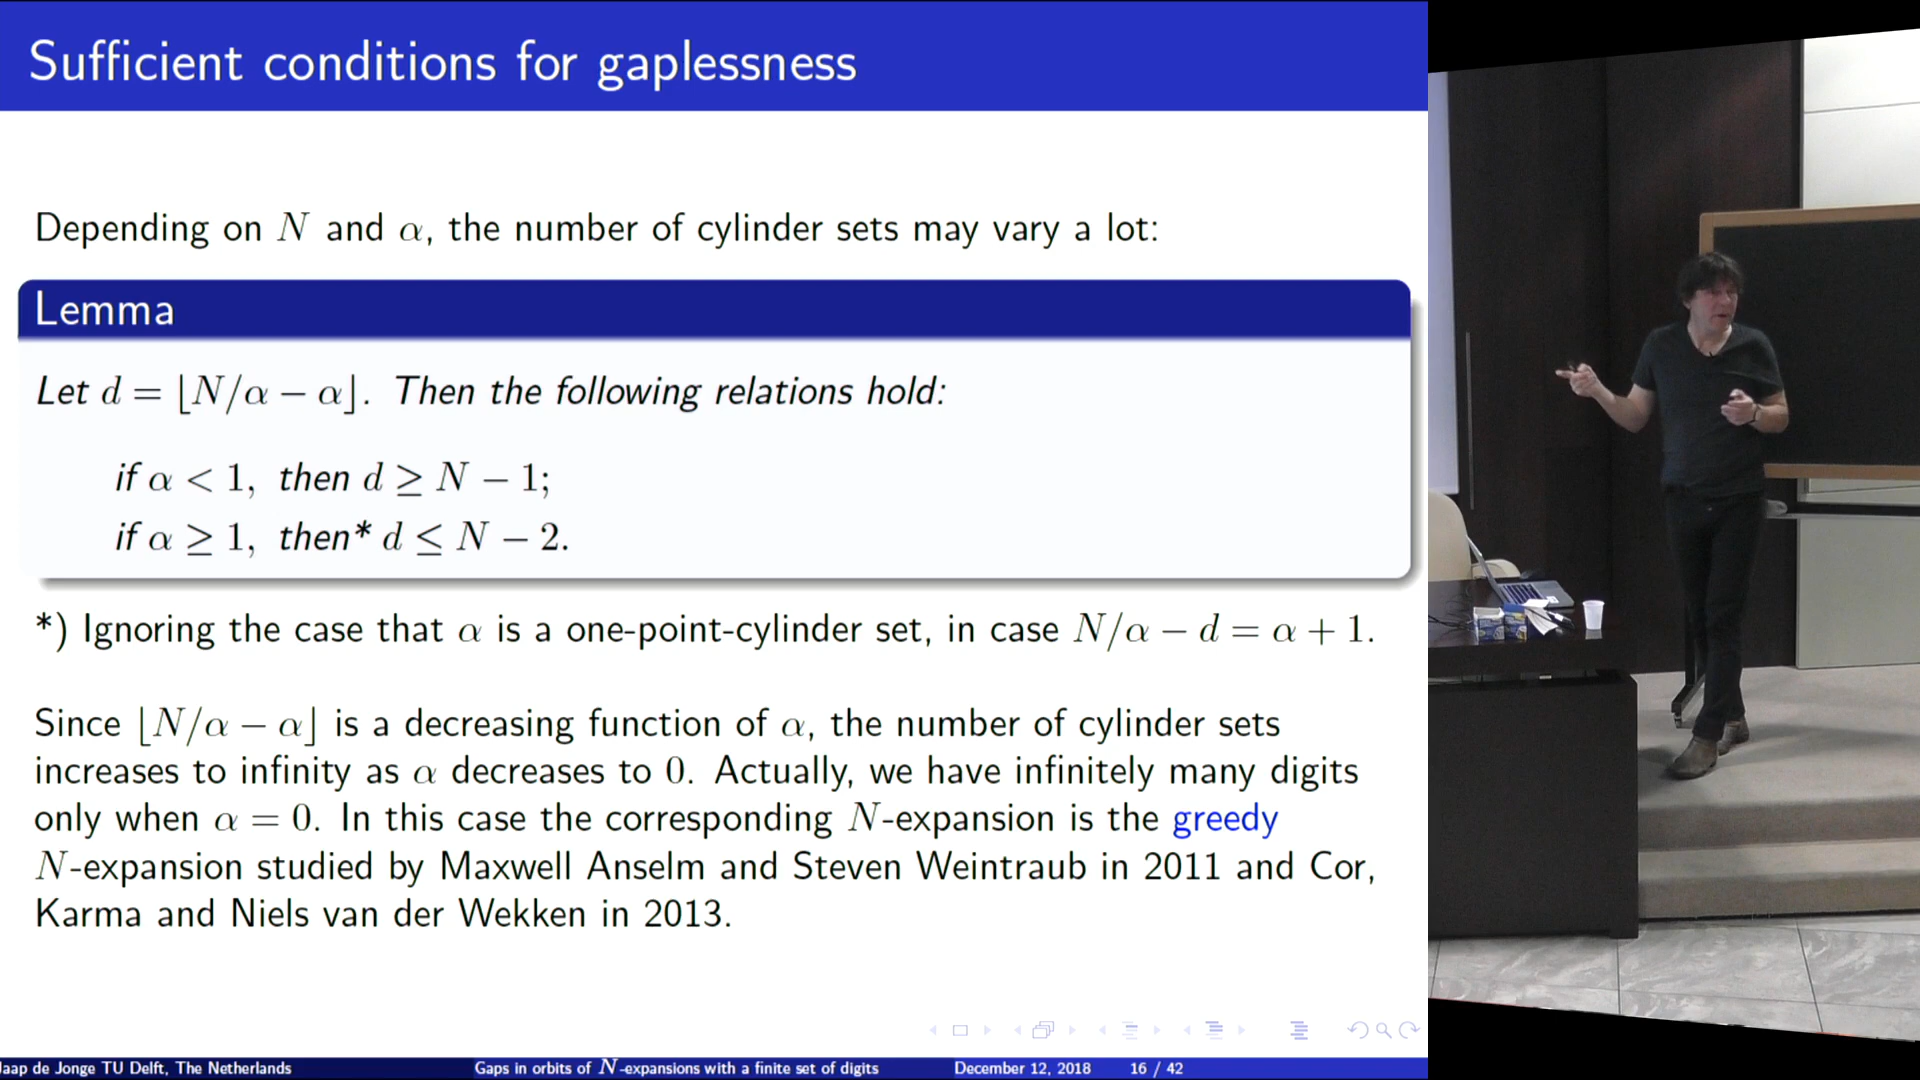 Sufficient conditions for gaplessness
Depending on N and α, the number of cylinder sets may vary a lot:
Lemma
Let d = ⌊N/α − α⌋. Then the following relations hold:
if α < 1, then d ≥ N − 1;
if α ≥ 1, then* d ≤ N − 2.
*) Ignoring the case that α is a one-point-cylinder set, in case N/α − d = α + 1.
Since ⌊N/α − α⌋ is a decreasing function of α, the number of cylinder sets
increases to infinity as α decreases to 0. Actually, we have infinitely many digits
only when α = 0. In this case the corresponding N-expansion is the greedy
N-expansion studied by Maxwell Anselm and Steven Weintraub in 2011 and Cor,
Karma and Niels van der Wekken in 2013.
Jaap de Jonge TU Delft, The Netherlands Gaps in orbits of N-expansions with a finite set of digits December 12, 2018 16 / 42